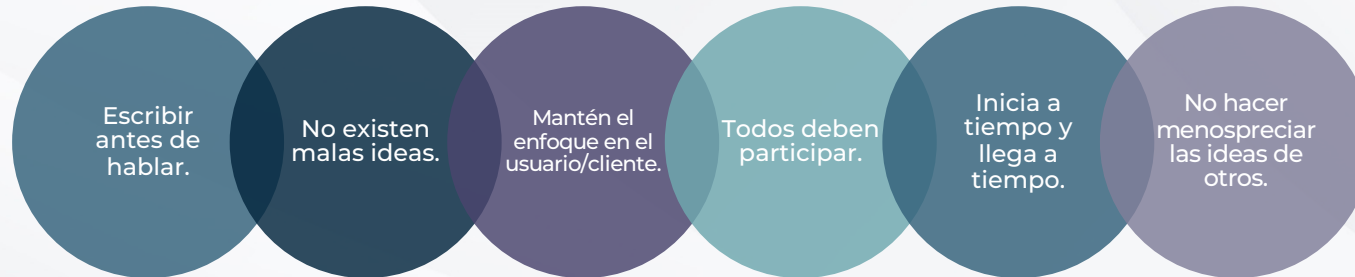 Escribir
antes de
hablar.
No existen
malas ideas.
Mantén el
enfoque en el
usuario/cliente.
Todos deben
participar.
Inicia a
tiempo y
llega a
tiempo.
No hacer
menospreciar
las ideas de
otros.